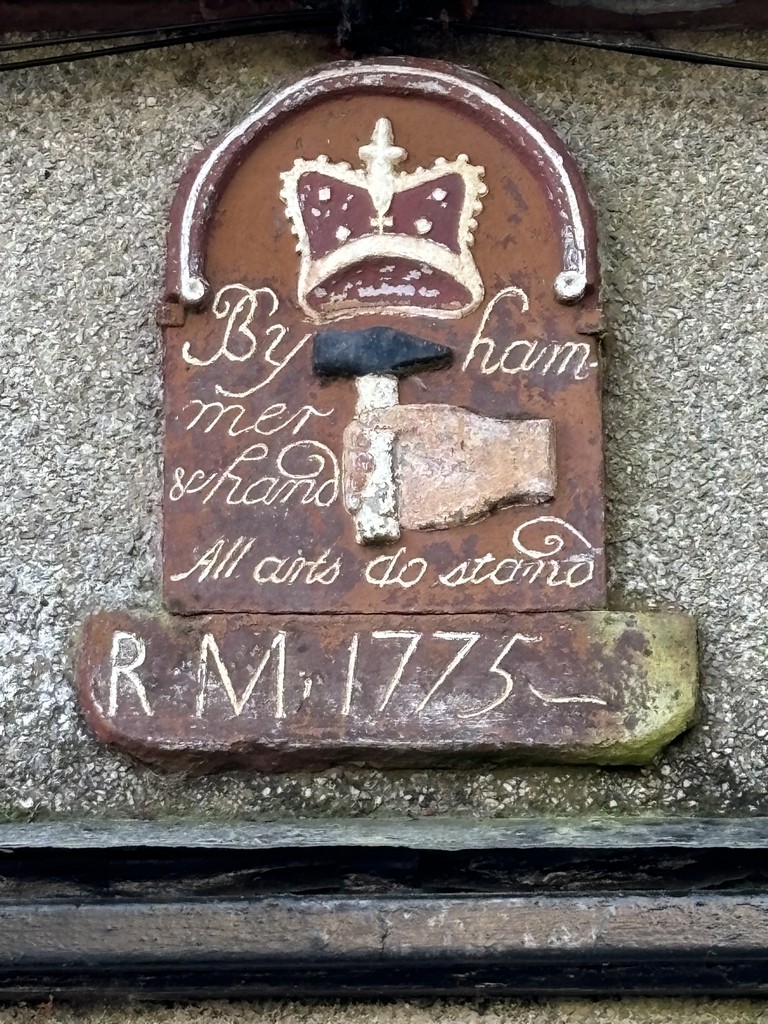 By ham-
mer
& hand
All arts do stand
R M; 1775